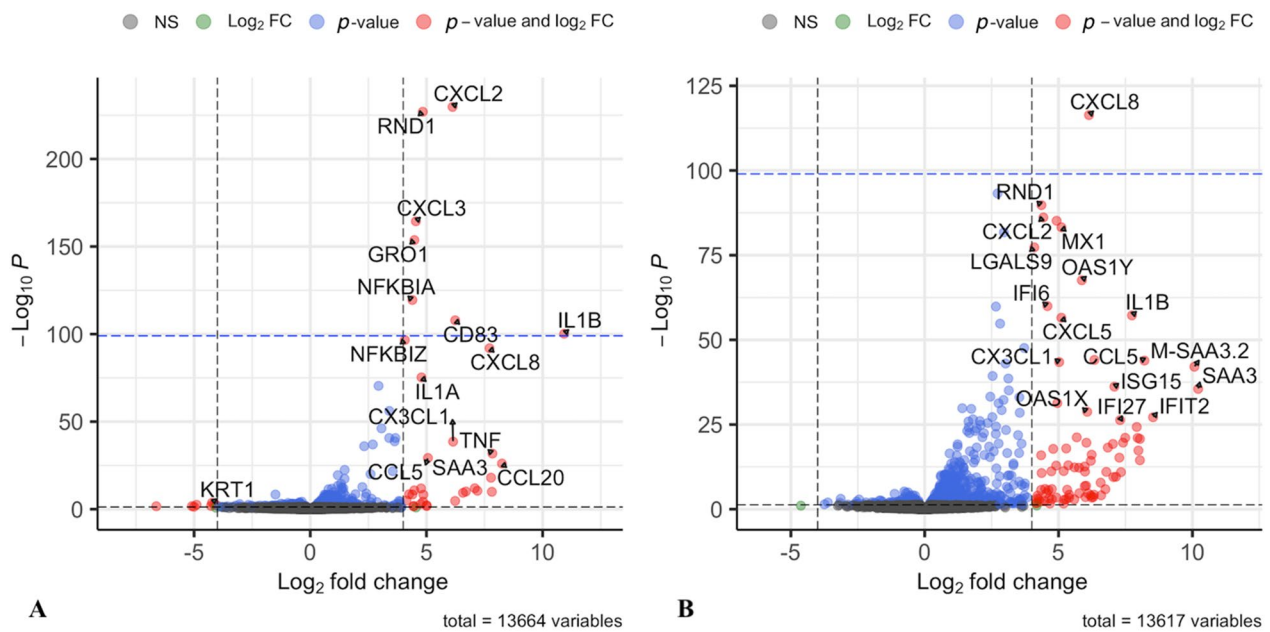 NS Log2 FC p-value p – value and log2 FC
CXCL2
RND1
CXCL3
GRO1
NFKBIA
CD83
IL1B
NFKBIZ
CXCL8
IL1A
CX3CL1
TNF
CCL5
SAA3
CCL20
KRT1
200
150
100
50
0
– Log10 P
-5 0 5 10
Log2 fold change
A
total = 13664 variables
NS Log2 FC p-value p – value and log2 FC
CXCL8
RND1
CXCL2
MX1
LGALS9
OAS1Y
IFI6
IL1B
CXCL5
CX3CL1
CCL5
M-SAA3.2
ISG15
SAA3
OAS1X
IFI27
IFIT2
125
100
75
50
25
0
– Log10 P
-5 0 5 10
Log2 fold change
B
total = 13617 variables